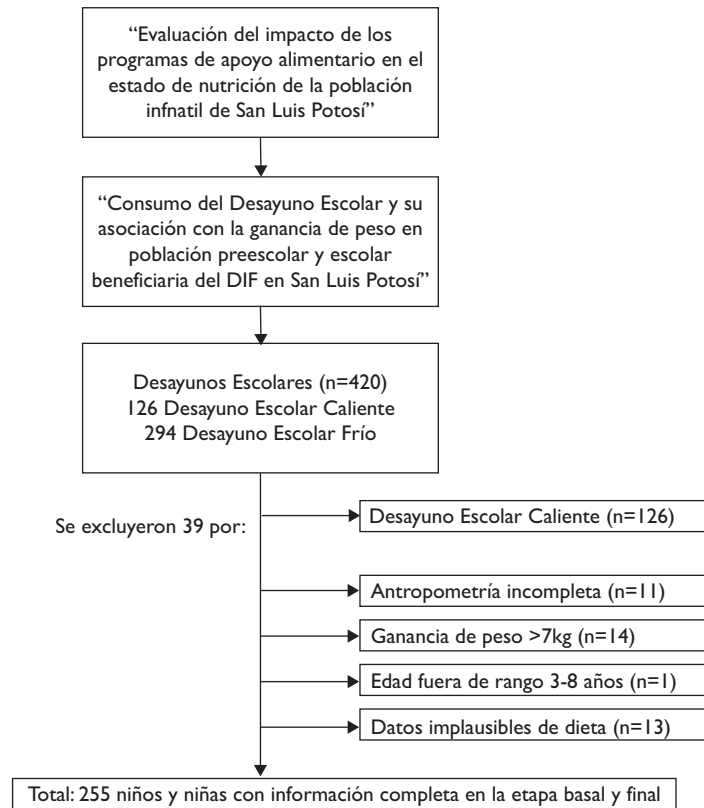 “Evaluación del impacto de los
programas de apoyo alimentario en el
estado de nutrición de la población
infnatil de San Luis Potosí”
“Consumo del Desayuno Escolar y su
asociación con la ganancia de peso en
población preescolar y escolar
beneficiaria del DIF en San Luis Potosí”
Desayunos Escolares (n=420)
126 Desayuno Escolar Caliente
294 Desayuno Escolar Frío
Se excluyeron 39 por:
Desayuno Escolar Caliente (n=126)
Antropometría incompleta (n=11)
Ganancia de peso >7kg (n=14)
Edad fuera de rango 3-8 años (n=1)
Datos implausibles de dieta (n=13)
Total: 255 niños y niñas con información completa en la etapa basal y final